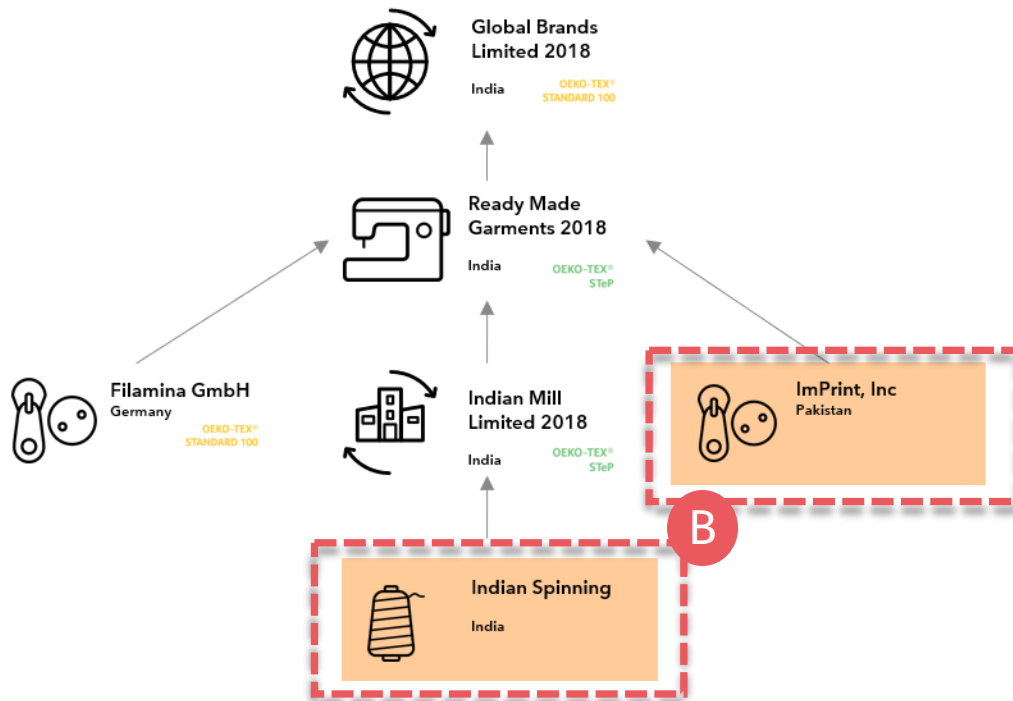 Global Brands
Limited 2018
India
OEKO-TEX®
STANDARD 100
Ready Made
Garments 2018
India
OEKO-TEX®
STeP
Filamina GmbH
Germany
OEKO-TEX®
STANDARD 100
Indian Mill
Limited 2018
India
OEKO-TEX®
STeP
ImPrint, Inc
Pakistan
B
Indian Spinning
India